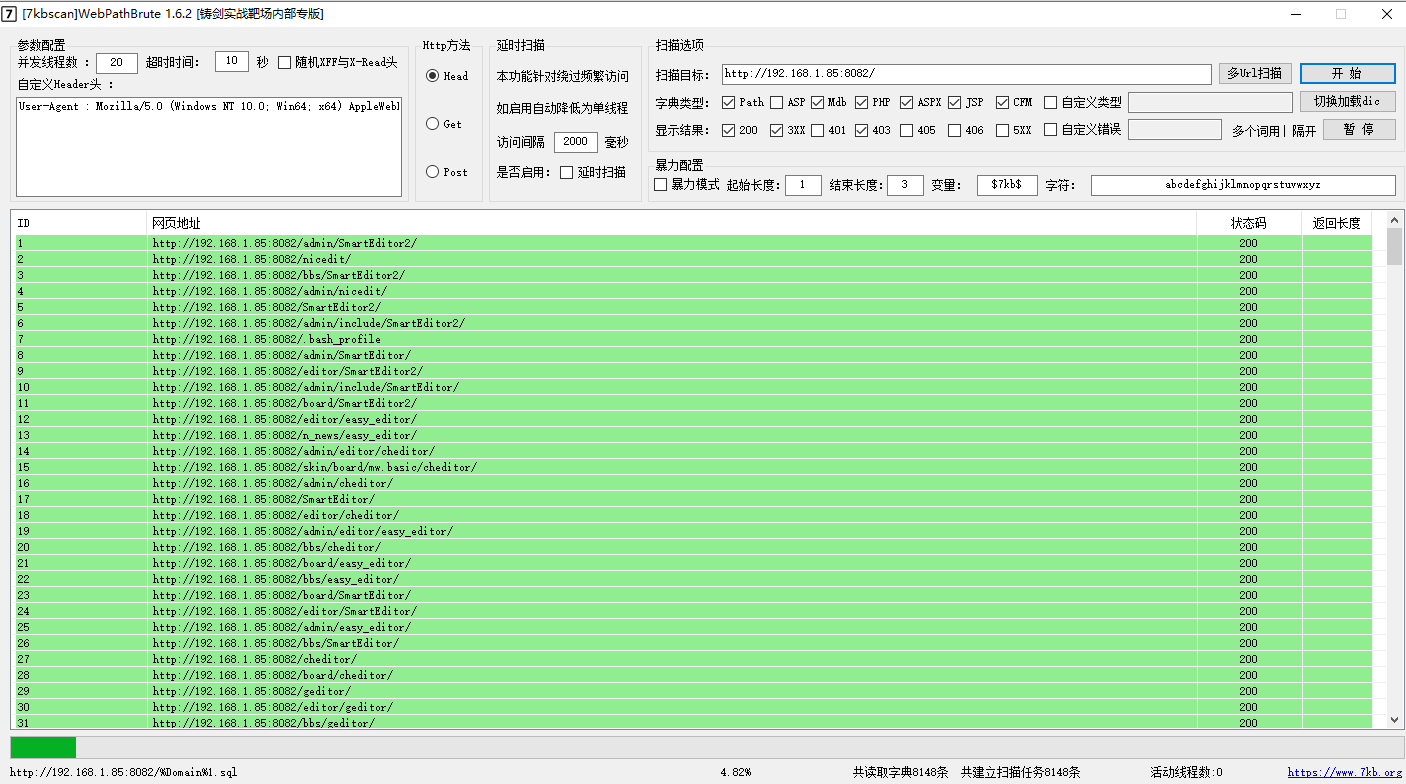 [7kbscan]WebPathBrute 1.6.2 [铸剑实战靶场内部专版]
参数配置
并发线程数 : 20 超时时间: 10 秒 随机XFF与X-Read头
自定义Header头 :
User-Agent : Mozilla/5.0 (Windows NT 10.0; Win64; x64) AppleWeb
Http方法
Head
Get
Post
延时扫描
本功能针对绕过频繁访问
如启用自动降低为单线程
访问间隔 2000 毫秒
是否启用: 延时扫描
扫描选项
扫描目标: http://192.168.1.85:8082/ 多Url扫描 开 始
字典类型: Path ASP Mdb PHP ASPX JSP CFM 自定义类型 切换加载dic
显示结果: 200 3XX 401 403 405 406 5XX 自定义错误 多个词用| 隔开 暂 停
暴力配置
暴力模式 起始长度: 1 结束长度: 3 变量: $7kb$ 字符: abcdefghijklmnopqrstuvwxyz
ID 网页地址 状态码 返回长度
1 http://192.168.1.85:8082/admin/SmartEditor2/ 200
2 http://192.168.1.85:8082/nicedit/ 200
3 http://192.168.1.85:8082/bbs/SmartEditor2/ 200
4 http://192.168.1.85:8082/admin/nicedit/ 200
5 http://192.168.1.85:8082/SmartEditor2/ 200
6 http://192.168.1.85:8082/admin/include/SmartEditor2/ 200
7 http://192.168.1.85:8082/.bash_profile 200
8 http://192.168.1.85:8082/admin/SmartEditor/ 200
9 http://192.168.1.85:8082/editor/SmartEditor2/ 200
10 http://192.168.1.85:8082/admin/include/SmartEditor/ 200
11 http://192.168.1.85:8082/board/SmartEditor2/ 200
12 http://192.168.1.85:8082/editor/easy_editor/ 200
13 http://192.168.1.85:8082/n_news/easy_editor/ 200
14 http://192.168.1.85:8082/admin/editor/cheditor/ 200
15 http://192.168.1.85:8082/skin/board/mw.basic/cheditor/ 200
16 http://192.168.1.85:8082/admin/cheditor/ 200
17 http://192.168.1.85:8082/SmartEditor/ 200
18 http://192.168.1.85:8082/editor/cheditor/ 200
19 http://192.168.1.85:8082/admin/editor/easy_editor/ 200
20 http://192.168.1.85:8082/bbs/cheditor/ 200
21 http://192.168.1.85:8082/board/easy_editor/ 200
22 http://192.168.1.85:8082/bbs/easy_editor/ 200
23 http://192.168.1.85:8082/board/SmartEditor/ 200
24 http://192.168.1.85:8082/editor/SmartEditor/ 200
25 http://192.168.1.85:8082/admin/easy_editor/ 200
26 http://192.168.1.85:8082/bbs/SmartEditor/ 200
27 http://192.168.1.85:8082/cheditor/ 200
28 http://192.168.1.85:8082/board/cheditor/ 200
29 http://192.168.1.85:8082/geditor/ 200
30 http://192.168.1.85:8082/editor/geditor/ 200
31 http://192.168.1.85:8082/bbs/geditor/ 200
http://192.168.1.85:8082/%Domain%1.sql 4.82% 共读取字典8148条 共建立扫描任务8148条 活动线程数:0 https://www.7kb.org